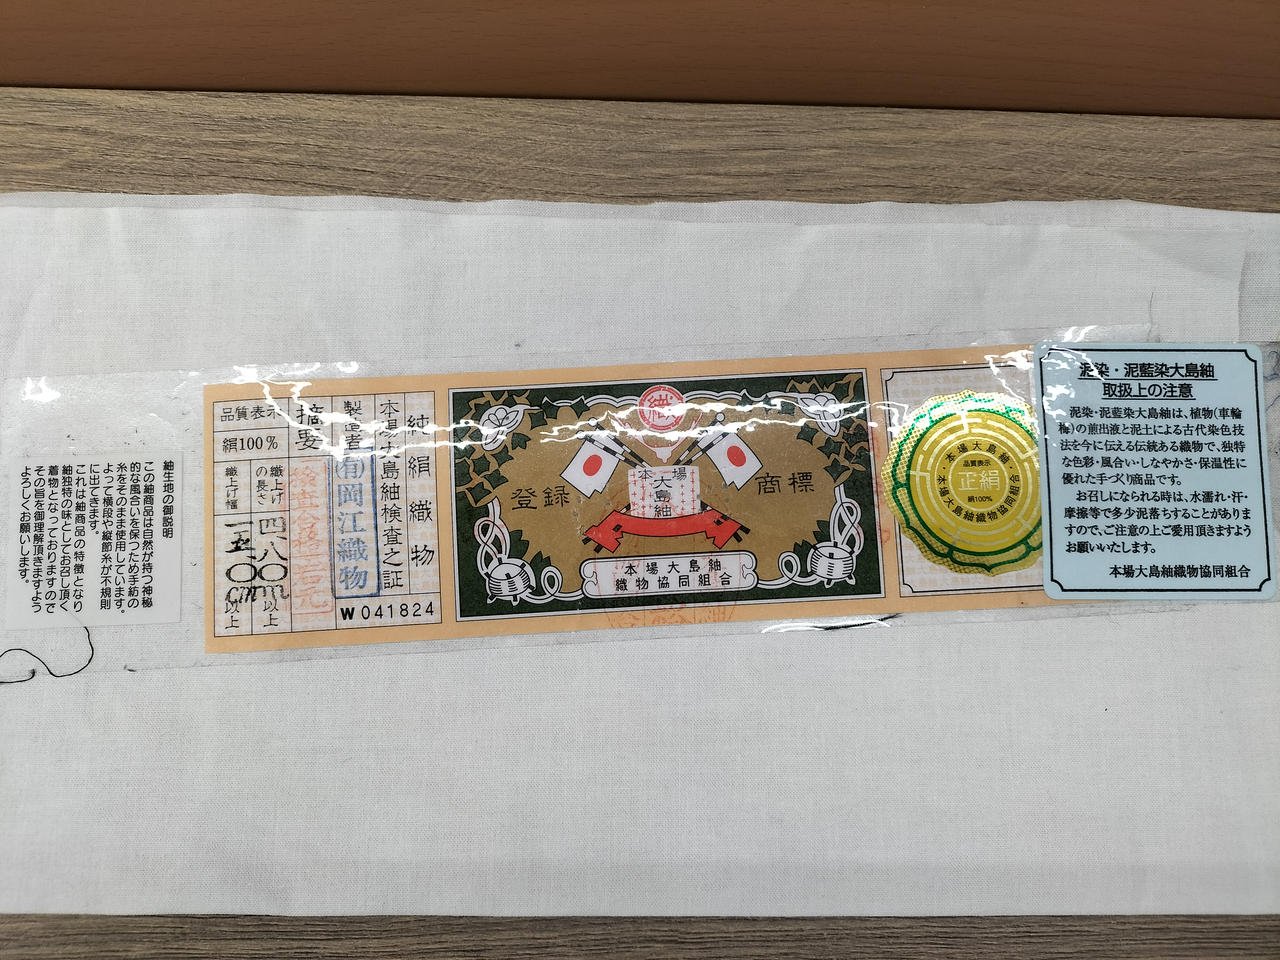 紬生地の御説明
この紬商品は自然が持つ神秘
的な風合いを保つため手紡の
糸をそのまま使用しています。
よって横段や縦節糸が不規則
に出て きます。
これは紬商品の特徴となり
紬独特の味としてお召し頂く
着物となっておりますので
その旨を御理解頂きますよう
よろしくお願いします。
純絹織物
本場大島紬検査之証
製造者
(有)岡江織物
W041824
摘要
品質表示
絹100%
織上げの長さ
以上
織上げ幅
cm以上
織
登録
商標
本場
大島紬
本場大島紬
織物協同組合
本場大島紬
品質表示
正絹
絹100%
本場大島紬織物協同組合
泥染・泥藍染大島紬
取扱上の注意
泥染・泥藍染大島紬は、植物(車輪
梅)の煎出液と泥土による古代染色技
法を今に伝える伝統ある織物で、独特
な色彩・風合い・しなやかさ・保温性に
優れた手づくり商品です。
お召しになられる時は、水濡れ・汗・
摩擦等で多少泥落ちすることがありま
すので、ご注意の上ご愛用頂きますよう
お願いいたします。
本場大島紬織物協同組合